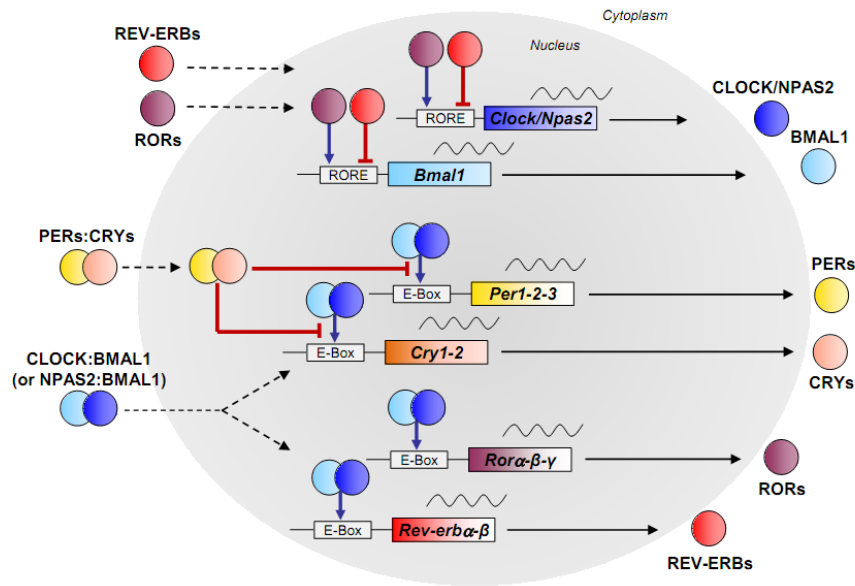 Cytoplasm
Nucleus
REV-ERBs
RORs
CLOCK/NPAS2
RORE
Clock/Npas2
BMAL1
RORE
Bmal1
PERs:CRYs
PERs
E-Box
Per1-2-3
E-Box
Cry1-2
CRYs
CLOCK:BMAL1
(or NPAS2:BMAL1)
E-Box
Rorα-β-γ
RORs
E-Box
Rev-erbα-β
REV-ERBs